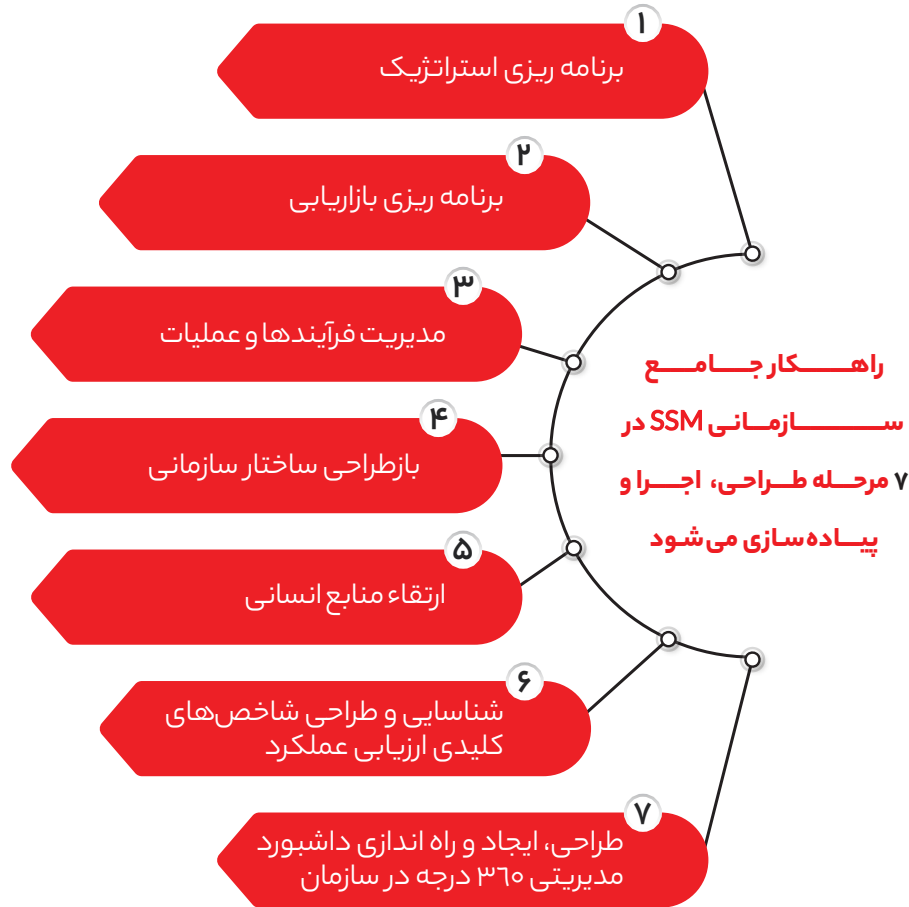 راهکار جامع
سازمانی SSM در
۷ مرحله طراحی، اجرا و
پیاده‌سازی می‌شود
۱
برنامه ریزی استراتژیک
۲
برنامه ریزی بازاریابی
۳
مدیریت فرآیندها و عملیات
۴
بازطراحی ساختار سازمانی
۵
ارتقاء منابع انسانی
۶
شناسایی و طراحی شاخص‌های
کلیدی ارزیابی عملکرد
۷
طراحی، ایجاد و راه اندازی داشبورد
مدیریتی ۳۶۰ درجه در سازمان